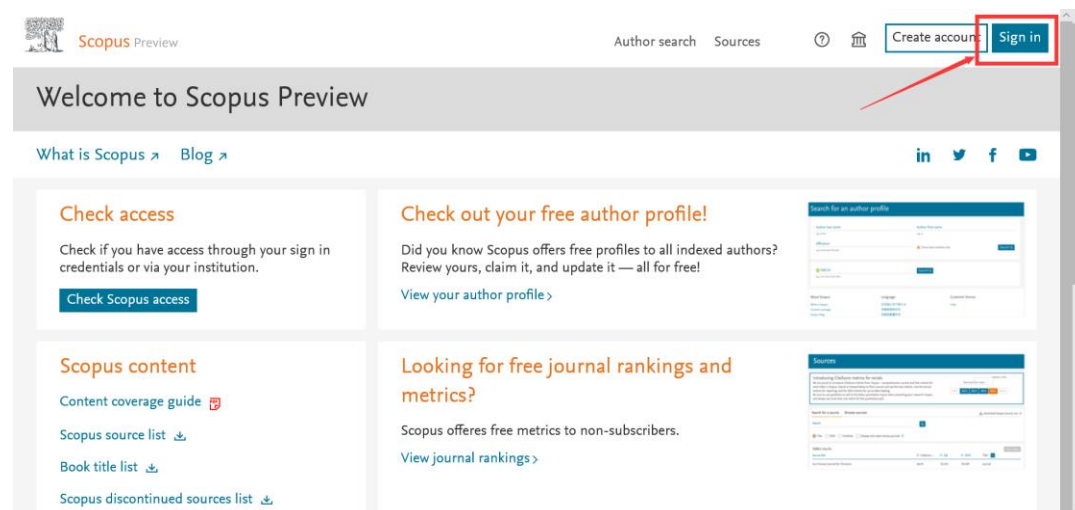 Scopus Preview
Author search Sources
Create account Sign in
Welcome to Scopus Preview
What is Scopus Blog
Check access
Check if you have access through your sign in
credentials or via your institution.
Check Scopus access
Check out your free author profile!
Did you know Scopus offers free profiles to all indexed authors?
Review yours, claim it, and update it — all for free!
View your author profile
Search for an author profile
Scopus content
Content coverage guide
Scopus source list
Book title list
Scopus discontinued sources list
Looking for free journal rankings and
metrics?
Scopus offeres free metrics to non-subscribers.
View journal rankings
Sources